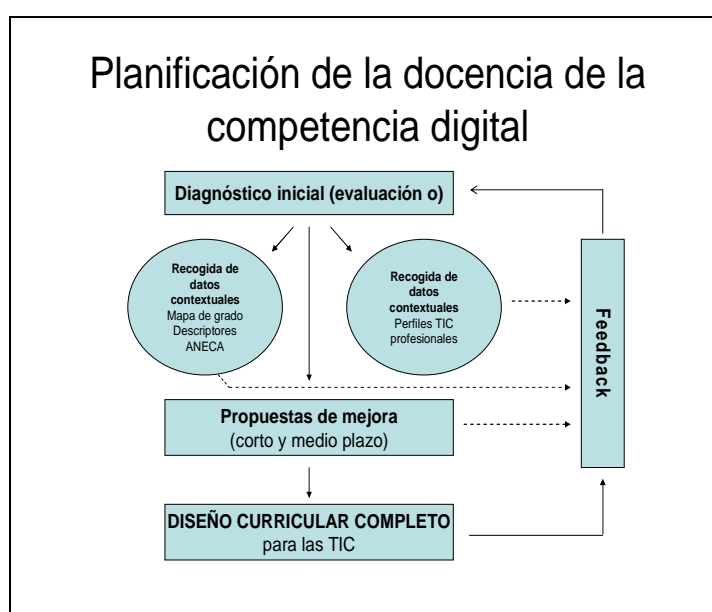 Planificación de la docencia de la
competencia digital
Diagnóstico inicial (evaluación o)
Recogida de
datos
contextuales
Mapa de grado
Descriptores
ANECA
Recogida de
datos
contextuales
Perfiles TIC
profesionales
Feedback
Propuestas de mejora
(corto y medio plazo)
DISEÑO CURRICULAR COMPLETO
para las TIC